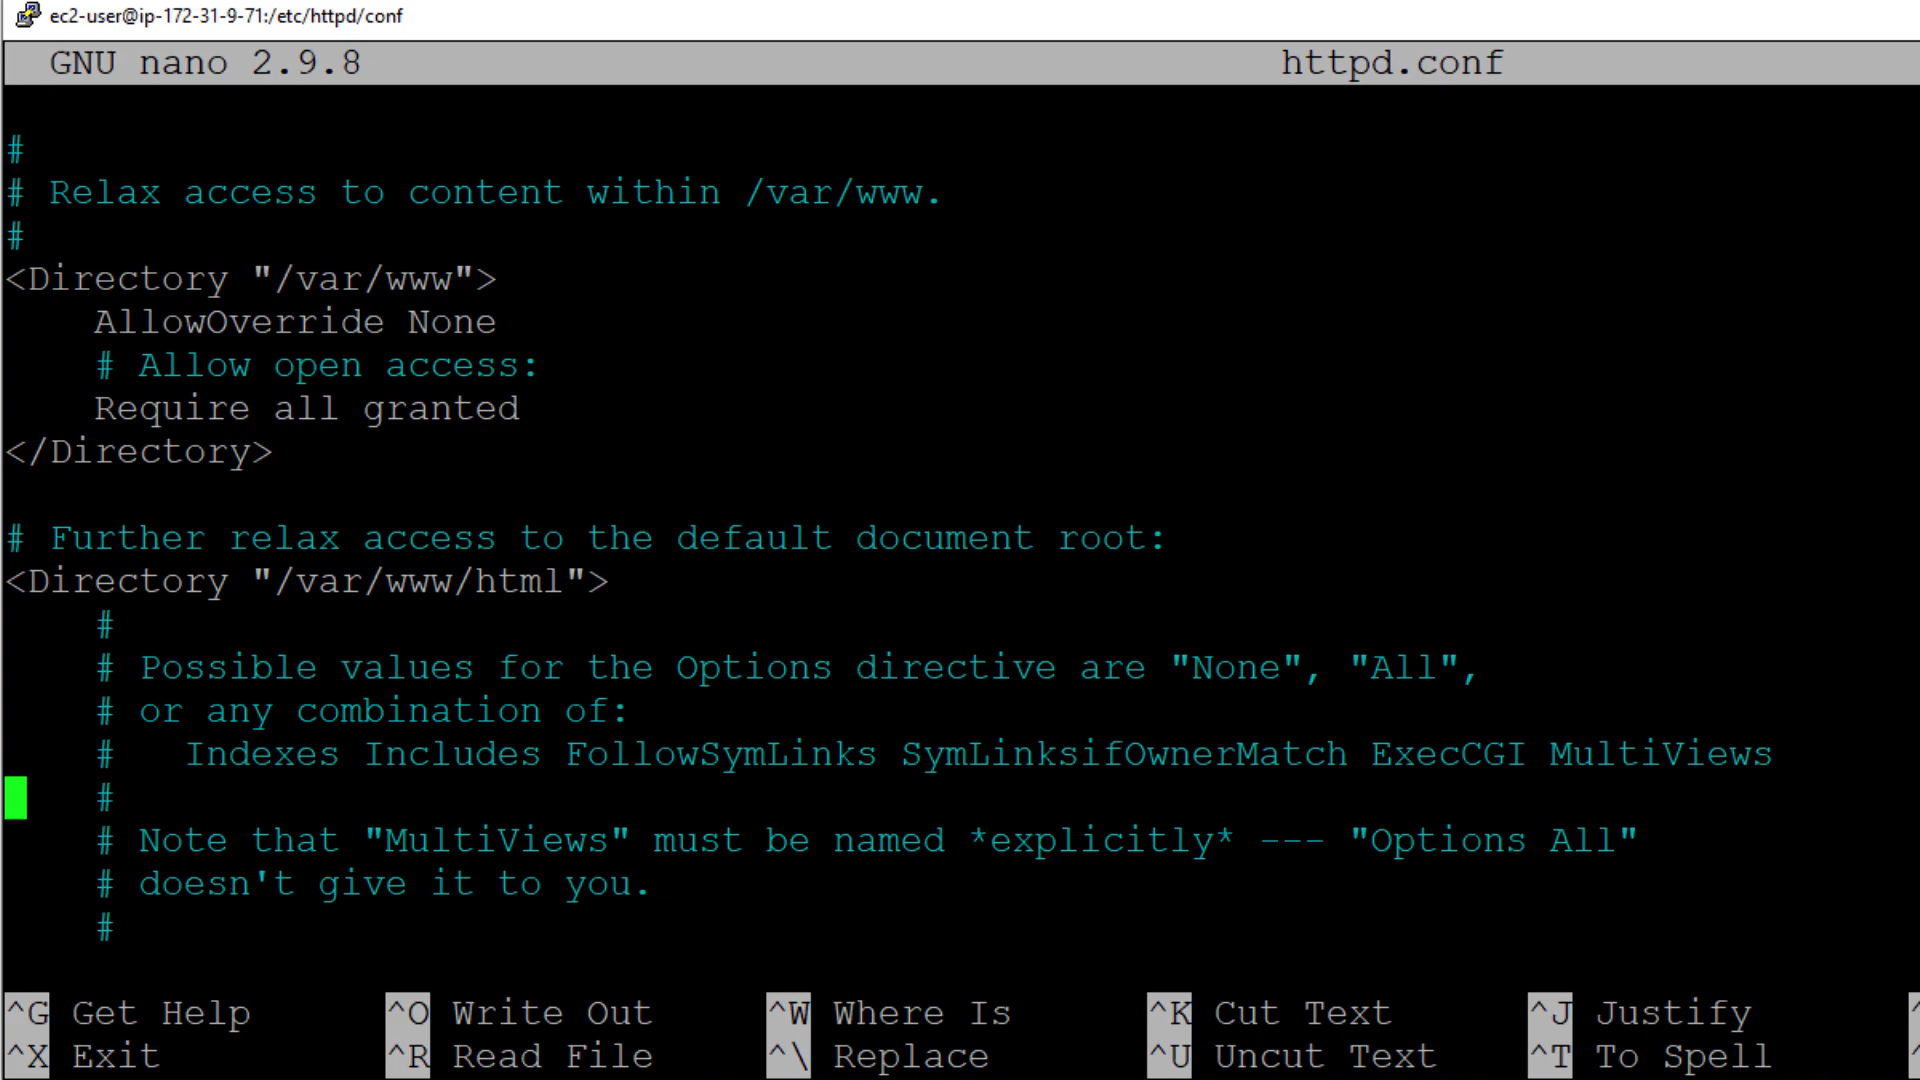 ec2-user@ip-172-31-9-71:/etc/httpd/conf
GNU nano 2.9.8 httpd.conf
#
# Relax access to content within /var/www.
#
<Directory "/var/www">
    AllowOverride None
    # Allow open access:
    Require all granted
</Directory>
# Further relax access to the default document root:
<Directory "/var/www/html">
    #
    # Possible values for the Options directive are "None", "All",
    # or any combination of:
    #   Indexes Includes FollowSymLinks SymLinksifOwnerMatch ExecCGI MultiViews
    #
    # Note that "MultiViews" must be named *explicitly* --- "Options All"
    # doesn't give it to you.
    #
^G Get Help ^O Write Out ^W Where Is ^K Cut Text ^J Justify
^X Exit ^R Read File ^\ Replace ^U Uncut Text ^T To Spell